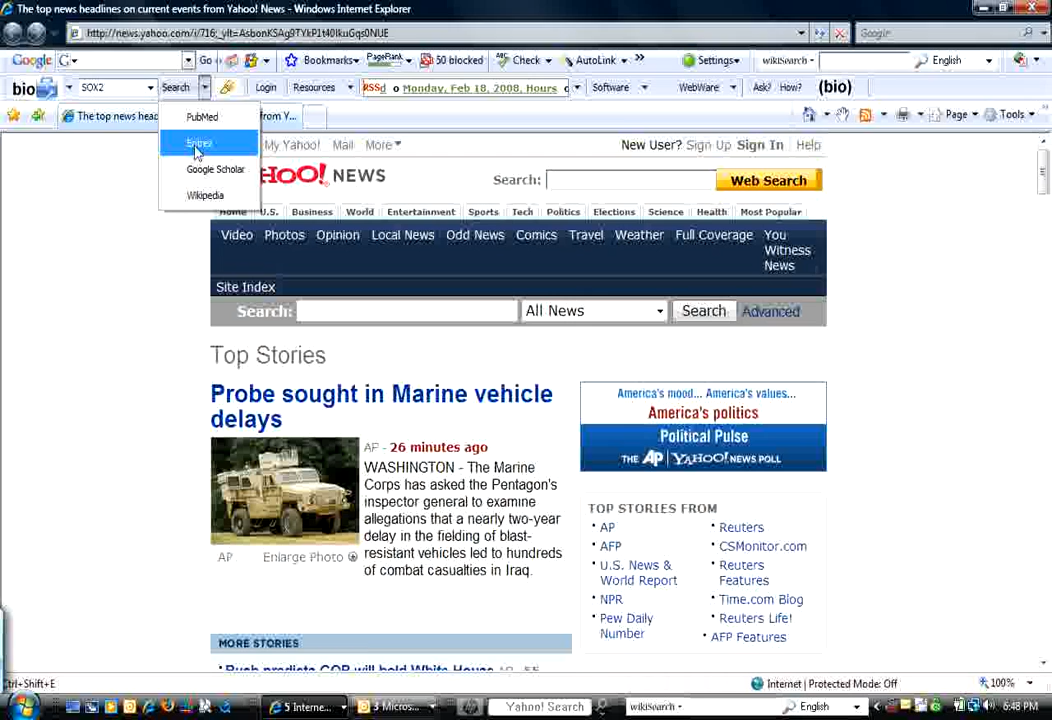 The top news headlines on current events from Yahoo! News - Windows Internet Explorer
Google
Google G Go Bookmarks PageRank 50 blocked Check AutoLink » Settings wikiSearch English
bio SOX2 Search Login Resources RSSd o Monday, Feb 18, 2008, Hours Software WebWare Ask? How? (bio)
The top news head from Y... Page Tools
PubMed
Entrez
Google Scholar
Wikipedia
My Yahoo! Mail More New User? Sign Up Sign In Help
HOO! NEWS Search: Web Search
Home U.S. Business World Entertainment Sports Tech Politics Elections Science Health Most Popular
Video Photos Opinion Local News Odd News Comics Travel Weather Full Coverage You
Witness
News
Site Index
Search: All News Search Advanced
Top Stories
Probe sought in Marine vehicle
delays
AP - 26 minutes ago
WASHINGTON - The Marine
Corps has asked the Pentagon's
inspector general to examine
allegations that a nearly two-year
delay in the fielding of blast-
resistant vehicles led to hundreds
of combat casualties in Iraq.
AP Enlarge Photo
America's mood... America's values...
America's politics
Political Pulse
THE AP | YAHOO! NEWS POLL
TOP STORIES FROM
AP
AFP
U.S. News &
World Report
NPR
Pew Daily
Number
Reuters
CSMonitor.com
Reuters
Features
Time.com Blog
Reuters Life!
AFP Features
MORE STORIES
Rush predicts GOP will hold White House AP
Ctrl+Shift+E
Internet | Protected Mode: Off 100%
5 Interne... 3 Micros... hp Yahoo! Search wikiSearch English 6:48 PM